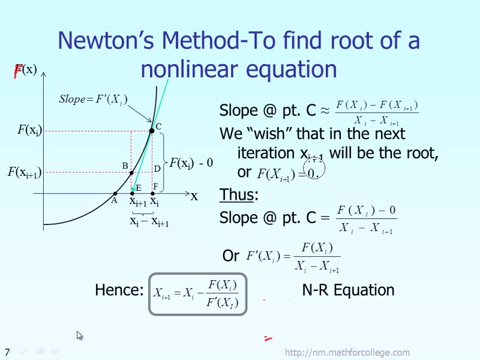 Newton's Method-To find root of a
nonlinear equation
F(x)
Slope = F′(X_i)
C
F(x_i)
B
D
F(x_i) - 0
F(x_{i+1})
E
F
A
x_{i+1} x_i
x
x_i – x_{i+1}
Slope @ pt. C ≈ F(X_i) – F(X_{i+1}) / X_i – X_{i+1}
We "wish" that in the next
iteration x_{i+1} will be the root,
or F(X_{i+1}) = 0.
Thus:
Slope @ pt. C = F(X_i) – 0 / X_i – X_{i+1}
Or F′(X_i) = F(X_i) / X_i – X_{i+1}
Hence: X_{i+1} = X_i – F(X_i) / F′(X_I) N-R Equation
7
http://nm.mathforcollege.com